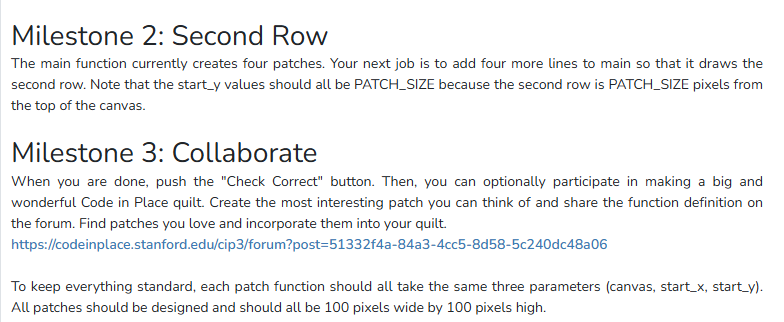 Milestone 2: Second Row
The main function currently creates four patches. Your next job is to add four more lines to main so that it draws the
second row. Note that the start_y values should all be PATCH_SIZE because the second row is PATCH_SIZE pixels from
the top of the canvas.
Milestone 3: Collaborate
When you are done, push the "Check Correct" button. Then, you can optionally participate in making a big and
wonderful Code in Place quilt. Create the most interesting patch you can think of and share the function definition on
the forum. Find patches you love and incorporate them into your quilt.
https://codeinplace.stanford.edu/cip3/forum?post=51332f4a-84a3-4cc5-8d58-5c240dc48a06
To keep everything standard, each patch function should all take the same three parameters (canvas, start_x, start_y).
All patches should be designed and should all be 100 pixels wide by 100 pixels high.